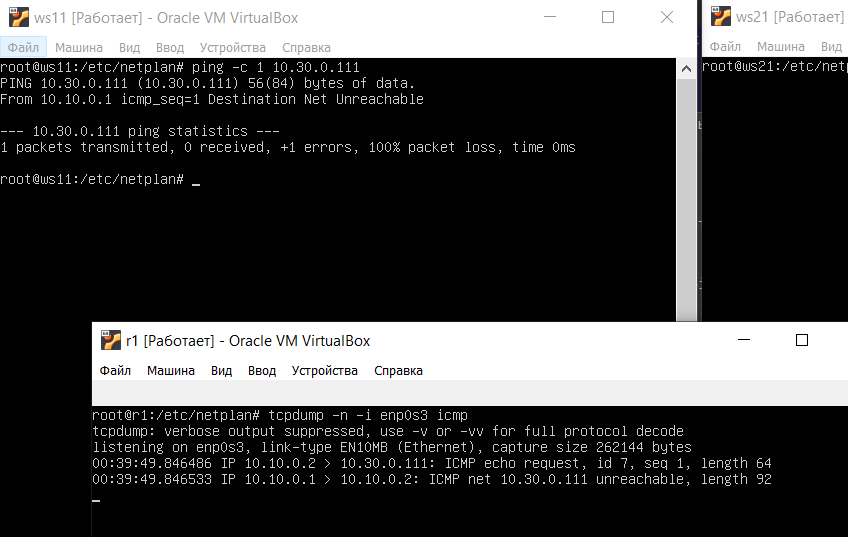 ws11 [Работает] - Oracle VM VirtualBox
Файл Машина Вид Ввод Устройства Справка
root@ws11:/etc/netplan# ping -c 1 10.30.0.111
PING 10.30.0.111 (10.30.0.111) 56(84) bytes of data.
From 10.10.0.1 icmp_seq=1 Destination Net Unreachable
--- 10.30.0.111 ping statistics ---
1 packets transmitted, 0 received, +1 errors, 100% packet loss, time 0ms
root@ws11:/etc/netplan# _
ws21 [Работает]
Файл Машина Вид
root@ws21:/etc/netp
r1 [Работает] - Oracle VM VirtualBox
Файл Машина Вид Ввод Устройства Справка
root@r1:/etc/netplan# tcpdump -n -i enp0s3 icmp
tcpdump: verbose output suppressed, use -v or -vv for full protocol decode
listening on enp0s3, link-type EN10MB (Ethernet), capture size 262144 bytes
00:39:49.846486 IP 10.10.0.2 > 10.30.0.111: ICMP echo request, id 7, seq 1, length 64
00:39:49.846533 IP 10.10.0.1 > 10.10.0.2: ICMP net 10.30.0.111 unreachable, length 92